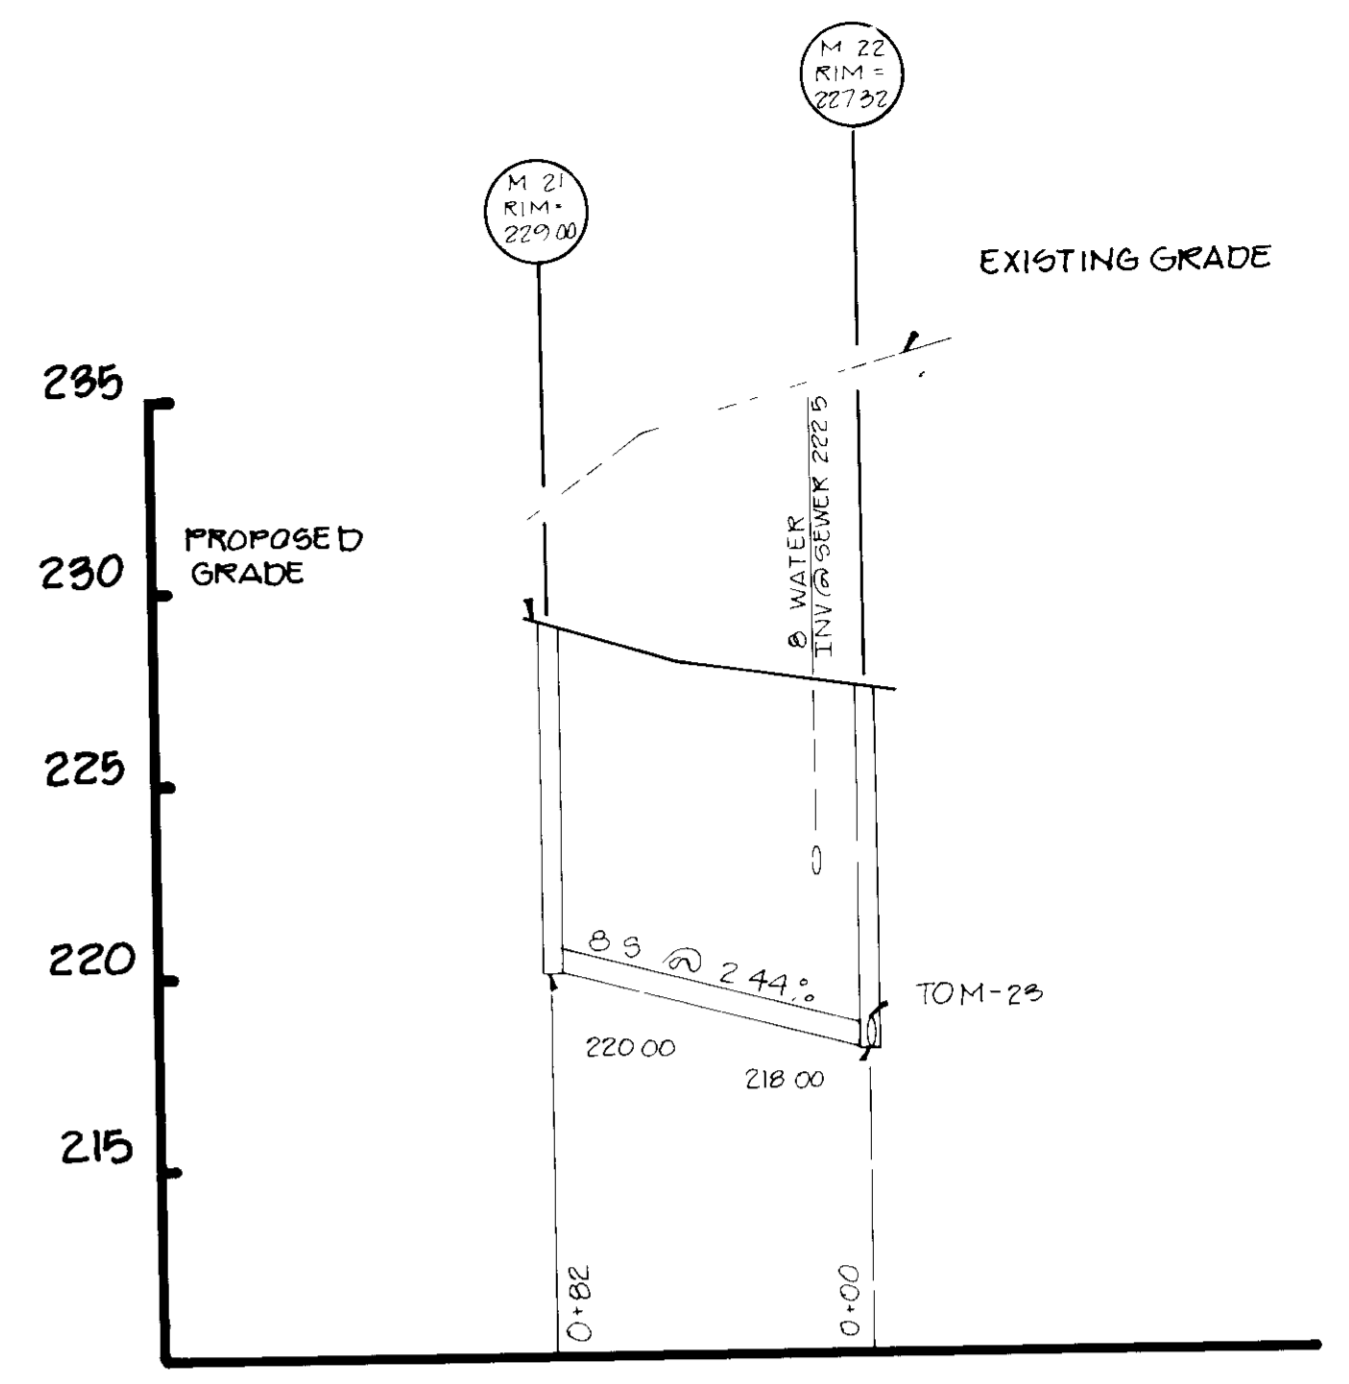 M 22
RIM =
227 32
M 21
RIM =
229 00
EXISTING GRADE
235
PROPOSED
GRADE
230
8 WATER
INV @ SEWER 222 5
225
220
8 S @ 2 44 %
TO M-23
220 00
218 00
215
0+82
0+00